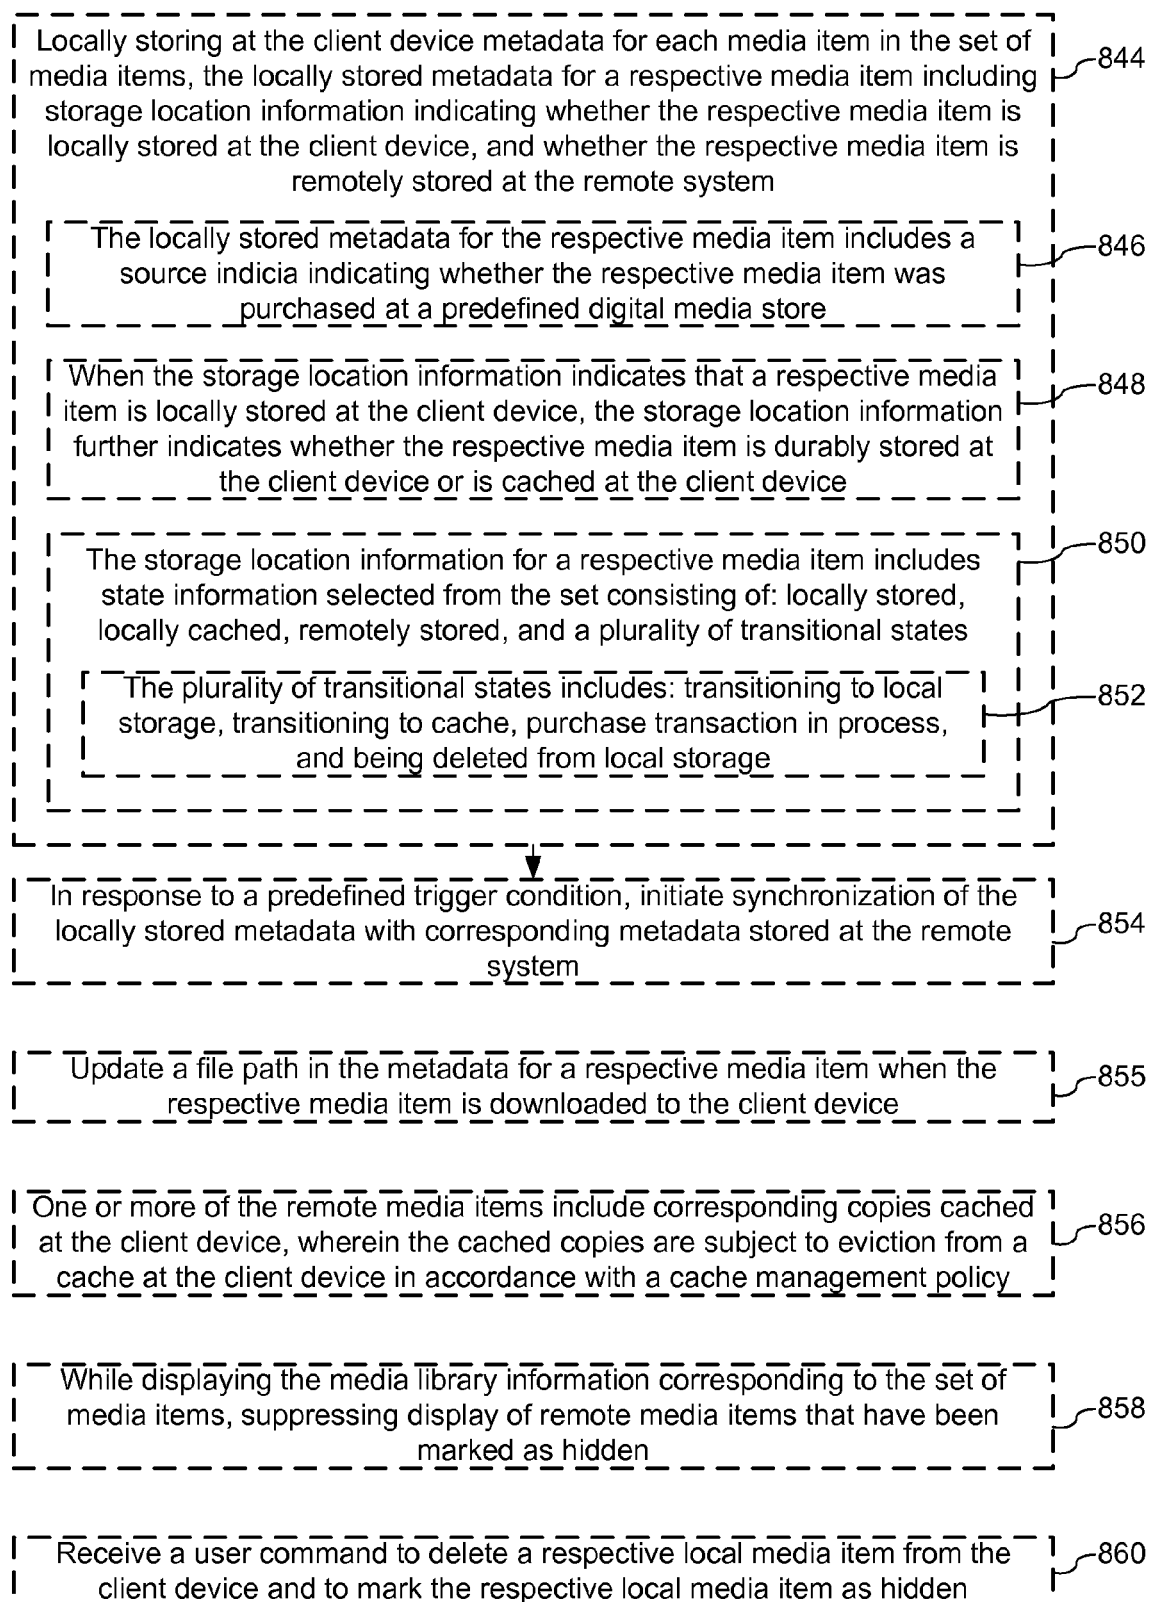 Locally storing at the client device metadata for each media item in the set of
media items, the locally stored metadata for a respective media item including
storage location information indicating whether the respective media item is
locally stored at the client device, and whether the respective media item is
remotely stored at the remote system
844
The locally stored metadata for the respective media item includes a
source indicia indicating whether the respective media item was
purchased at a predefined digital media store
846
When the storage location information indicates that a respective media
item is locally stored at the client device, the storage location information
further indicates whether the respective media item is durably stored at
the client device or is cached at the client device
848
The storage location information for a respective media item includes
state information selected from the set consisting of: locally stored,
locally cached, remotely stored, and a plurality of transitional states
850
The plurality of transitional states includes: transitioning to local
storage, transitioning to cache, purchase transaction in process,
and being deleted from local storage
852
In response to a predefined trigger condition, initiate synchronization of the
locally stored metadata with corresponding metadata stored at the remote
system
854
Update a file path in the metadata for a respective media item when the
respective media item is downloaded to the client device
855
One or more of the remote media items include corresponding copies cached
at the client device, wherein the cached copies are subject to eviction from a
cache at the client device in accordance with a cache management policy
856
While displaying the media library information corresponding to the set of
media items, suppressing display of remote media items that have been
marked as hidden
858
Receive a user command to delete a respective local media item from the
client device and to mark the respective local media item as hidden
860